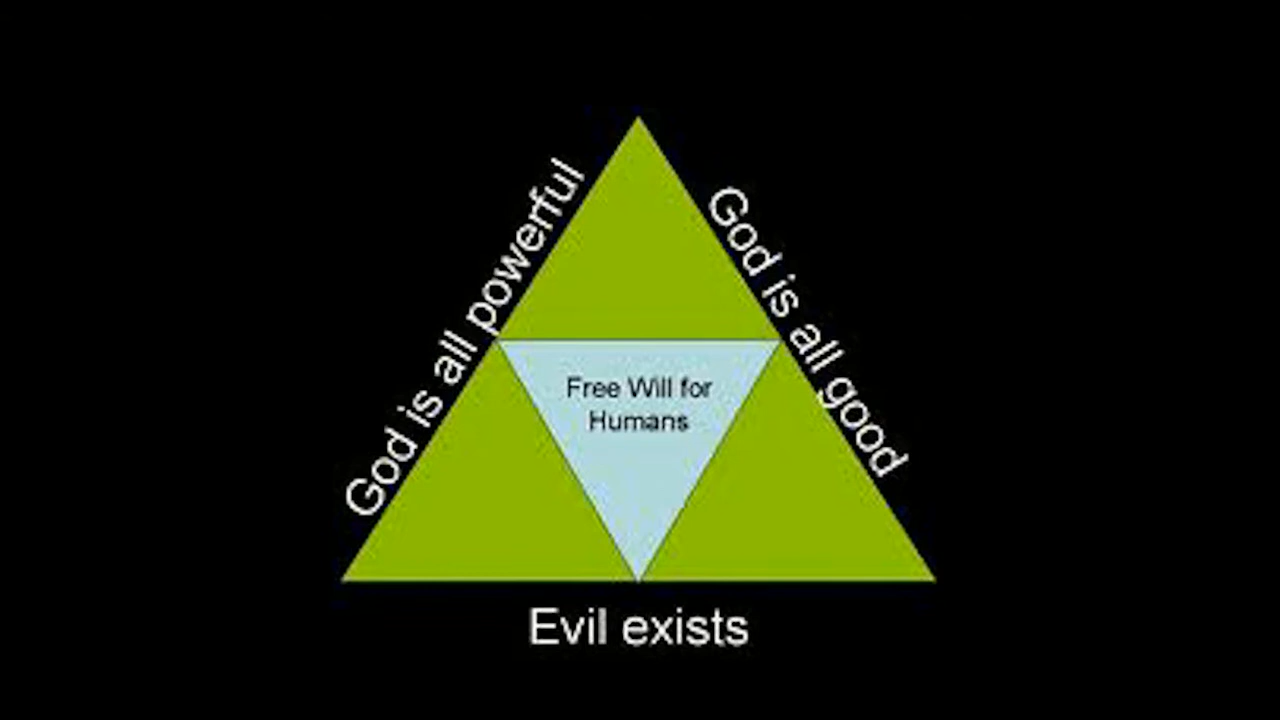 God is all powerful
God is all good
Free Will for
Humans
Evil exists